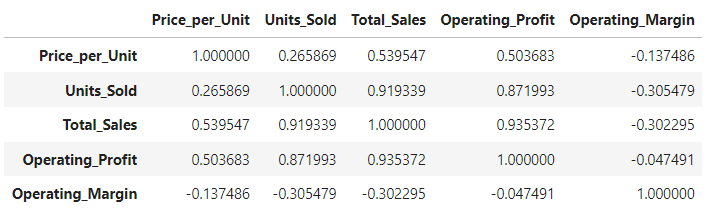 Price_per_Unit Units_Sold Total_Sales Operating_Profit Operating_Margin
Price_per_Unit 1.000000 0.265869 0.539547 0.503683 -0.137486
Units_Sold 0.265869 1.000000 0.919339 0.871993 -0.305479
Total_Sales 0.539547 0.919339 1.000000 0.935372 -0.302295
Operating_Profit 0.503683 0.871993 0.935372 1.000000 -0.047491
Operating_Margin -0.137486 -0.305479 -0.302295 -0.047491 1.000000